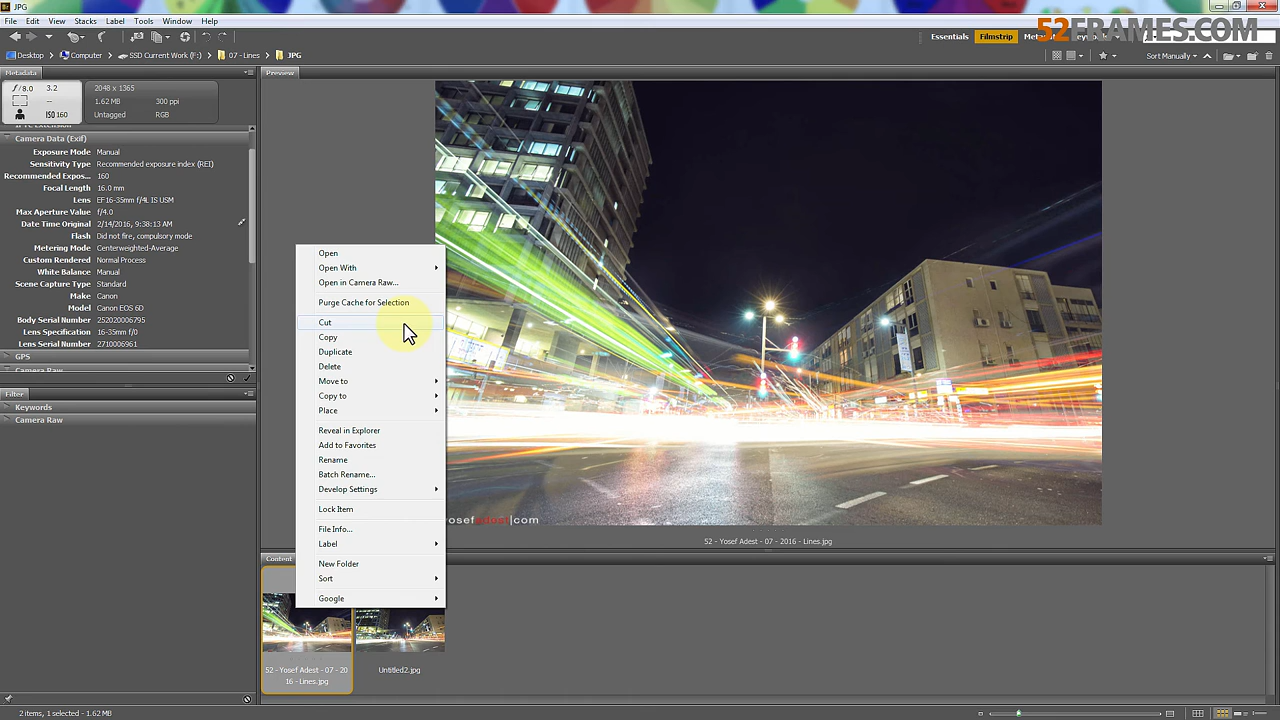 JPG
File Edit View Stacks Label Tools Window Help
52FRAMES.COM
Essentials Filmstrip
Desktop Computer SSD Current Work (F:) 07 - Lines JPG
Sort Manually
Metadata
Preview
f/8.0 3.2
--
ISO 160
2048 x 1365
1.62 MB 300 ppi
Untagged RGB
Camera Data (Exif)
Exposure Mode Manual
Sensitivity Type Recommended exposure index (REI)
Recommended Expos... 160
Focal Length 16.0 mm
Lens EF16-35mm f/4L IS USM
Max Aperture Value f/4.0
Date Time Original 2/14/2016, 9:38:13 AM
Flash Did not fire, compulsory mode
Metering Mode Centerweighted-Average
Custom Rendered Normal Process
White Balance Manual
Scene Capture Type Standard
Make Canon
Model Canon EOS 6D
Body Serial Number 252020006795
Lens Specification 16-35mm f/0
Lens Serial Number 2710006961
GPS
Camera Raw
Filter
Keywords
Camera Raw
Open
Open With
Open in Camera Raw...
Purge Cache for Selection
Cut
Copy
Duplicate
Delete
Move to
Copy to
Place
Reveal in Explorer
Add to Favorites
Rename
Batch Rename...
Develop Settings
Lock Item
File Info...
Label
New Folder
Sort
Google
52 - Yosef Adest - 07 - 2016 - Lines.jpg
Content
52 - Yosef Adest - 07 - 20
16 - Lines.jpg
Untitled2.jpg
2 items, 1 selected - 1.62 MB